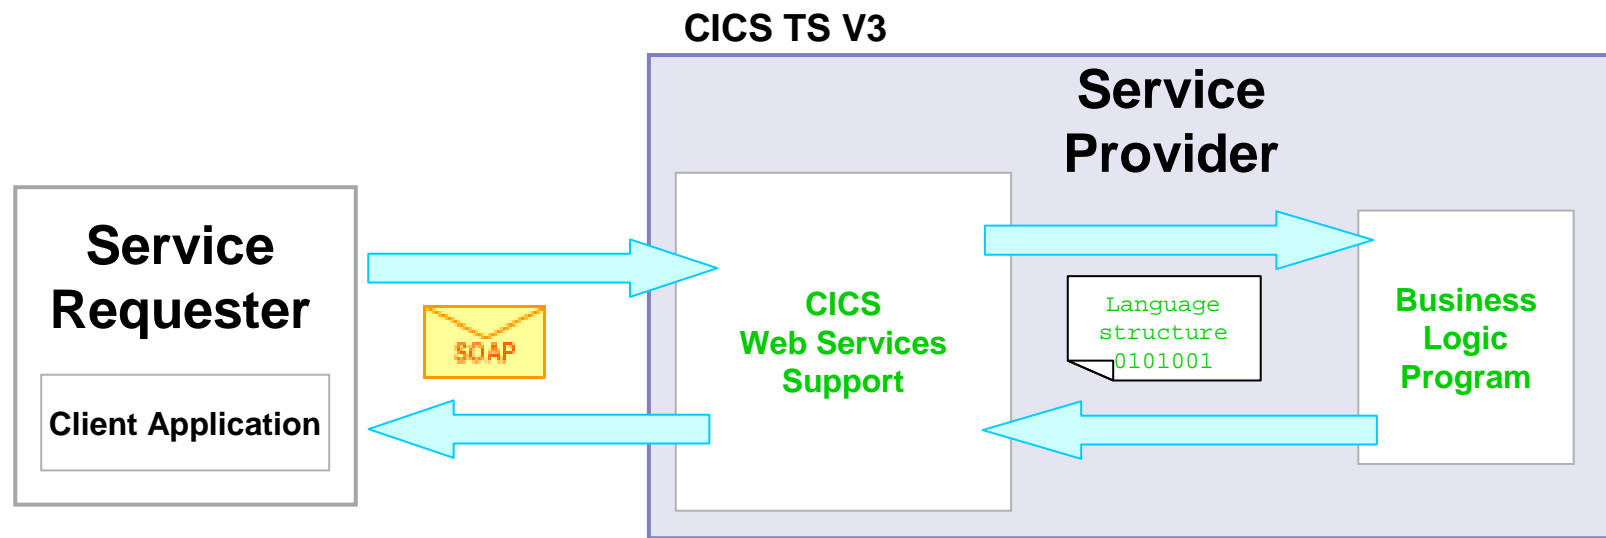 CICS TS V3
Service
Provider
Service
Requester
Client Application
SOAP
CICS
Web Services
Support
Language
structure
0101001
Business
Logic
Program